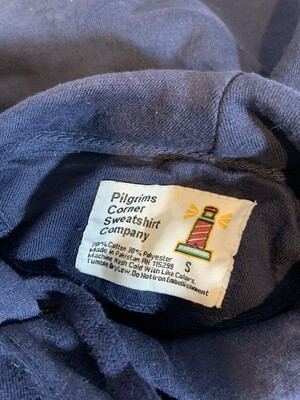 Pilgrims
Corner
Sweatshirt
Company
S
70% Cotton 30% Polyester
Made in Pakistan RN 115299
Machine Wash Cold With Like Colors.
Tumble Dry Low. Do Not Iron Embellishment